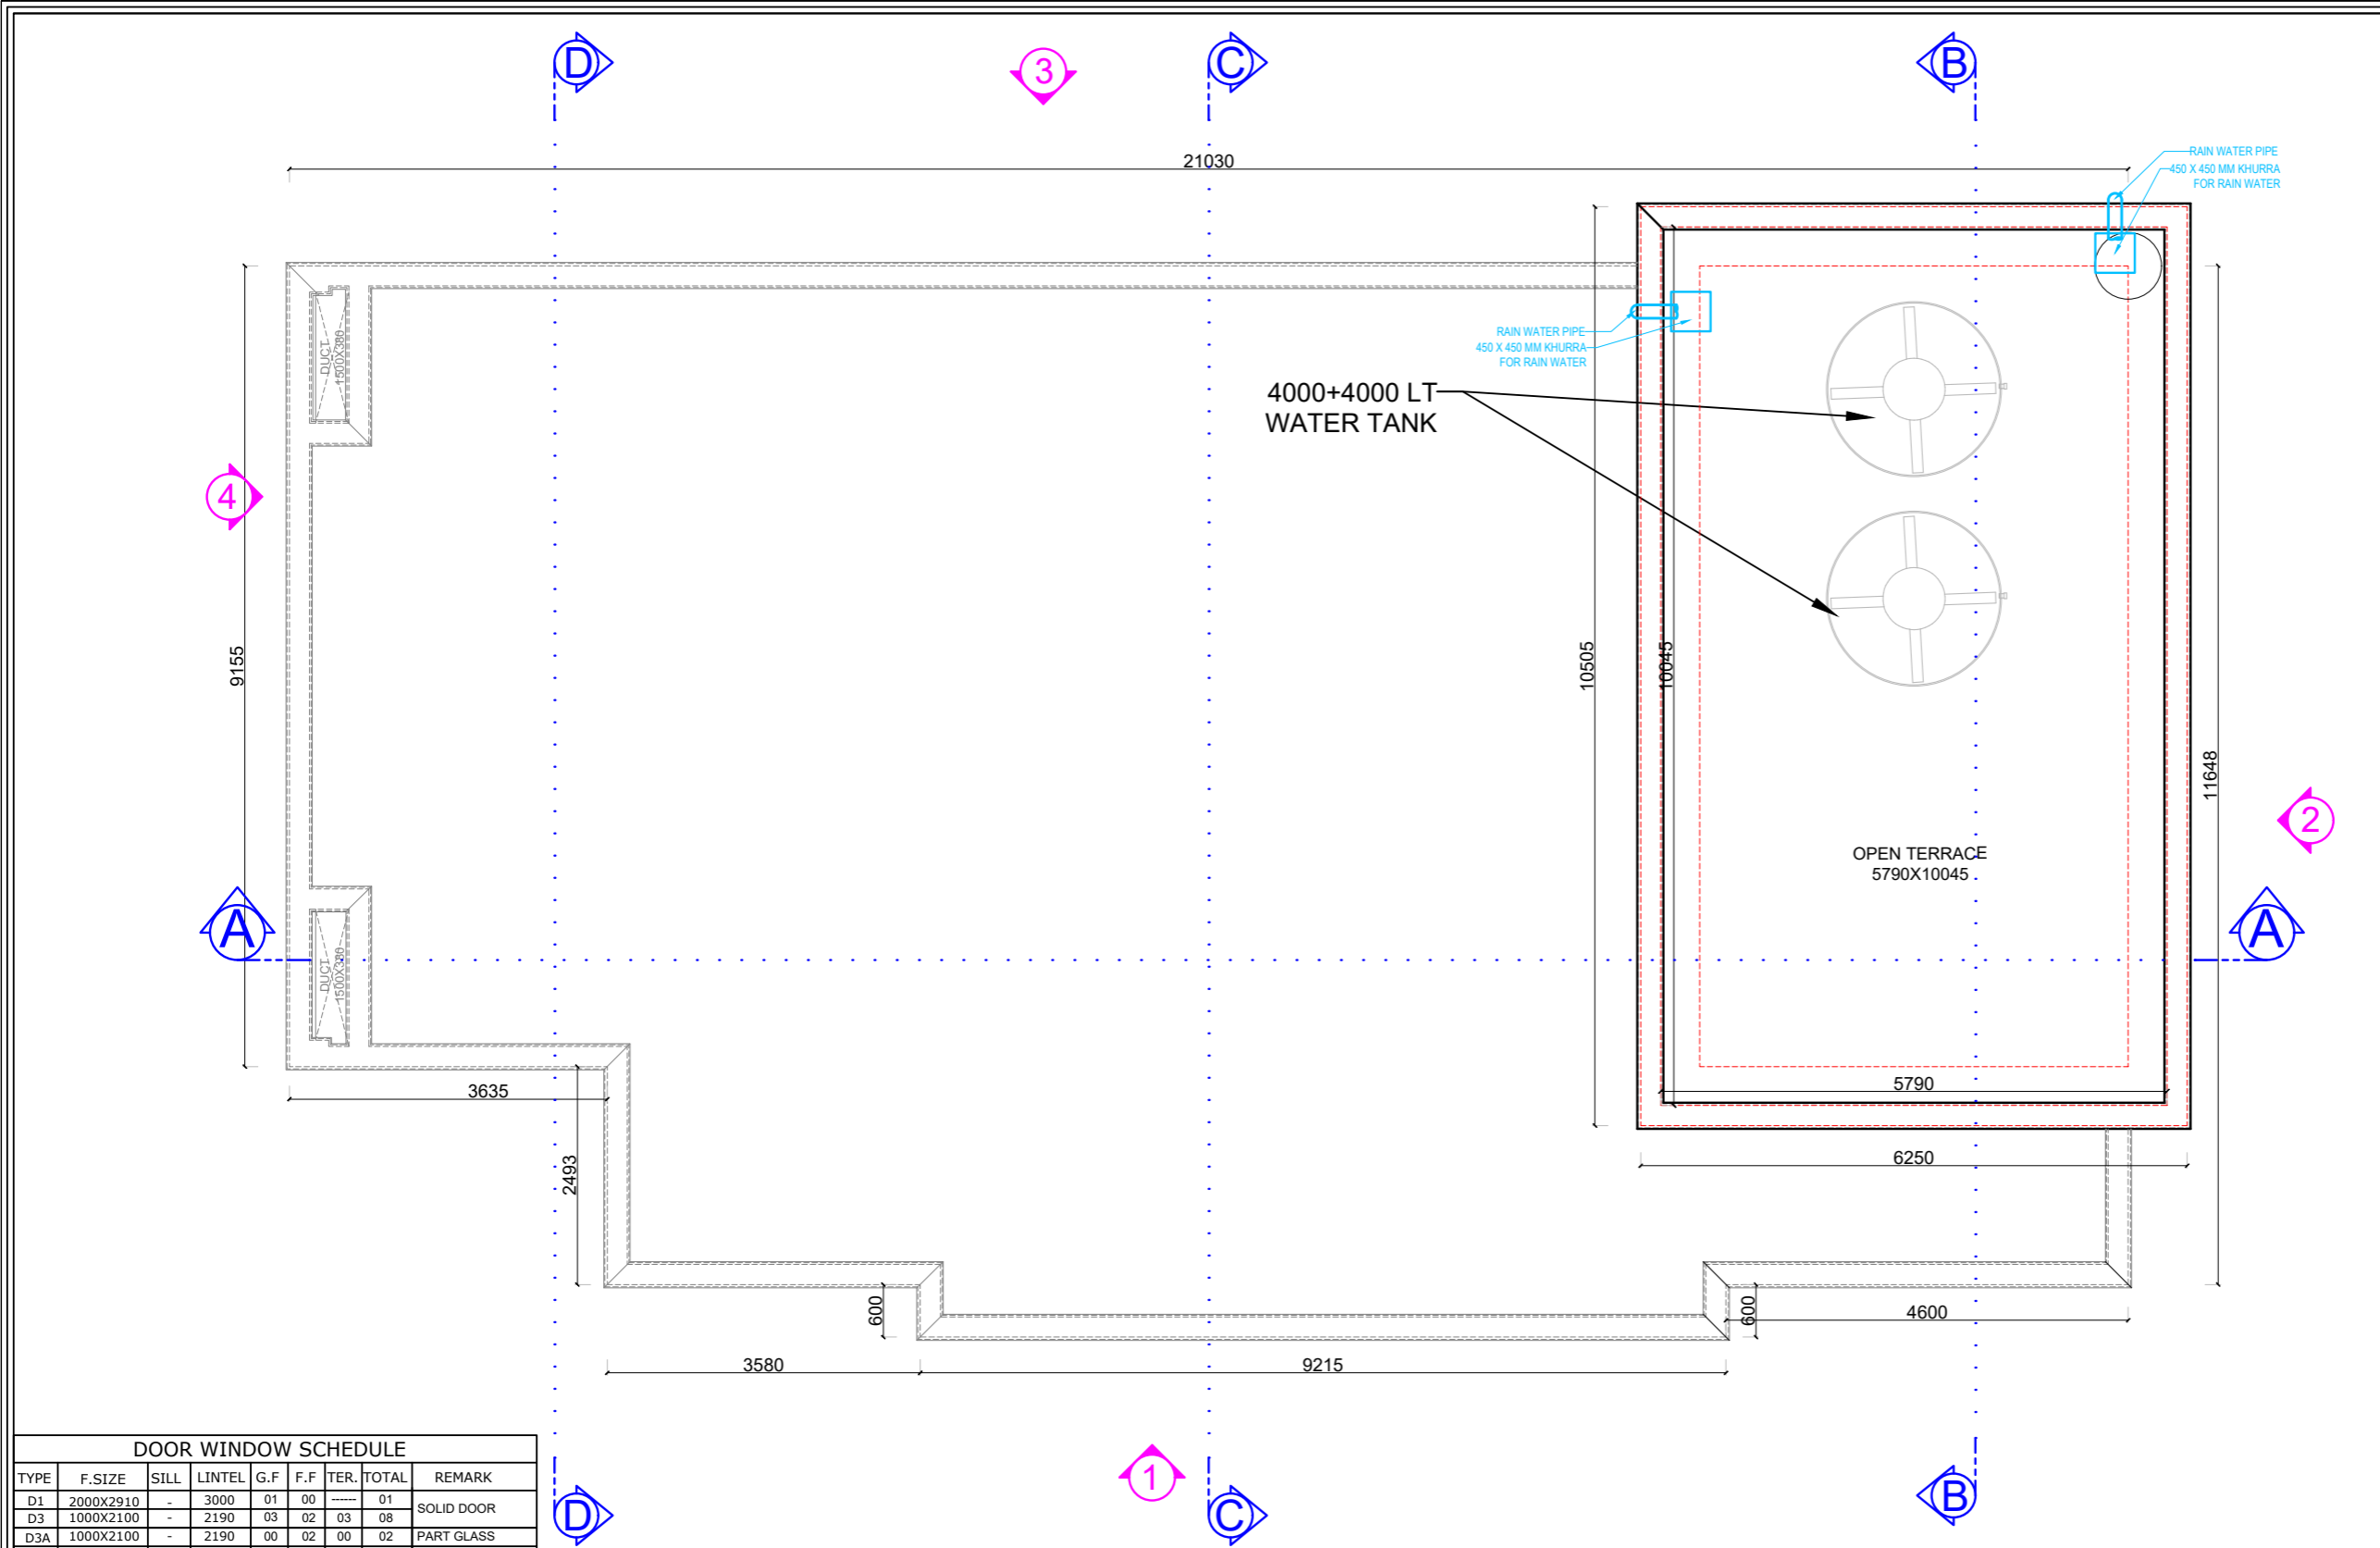 D
3
C
B
21030
RAIN WATER PIPE
450 X 450 MM KHURRA
FOR RAIN WATER
RAIN WATER PIPE
450 X 450 MM KHURRA
FOR RAIN WATER
DUCT
1500X380
4000+4000 LT
WATER TANK
4
9155
10505
10045
11648
2
OPEN TERRACE
5790X10045
A
A
DUCT
1500X380
3635
5790
2493
6250
600
600
4600
3580
9215
DOOR WINDOW SCHEDULE
TYPE F.SIZE SILL LINTEL G.F F.F TER. TOTAL REMARK
D1 2000X2910 - 3000 01 00 ------ 01 SOLID DOOR
D3 1000X2100 - 2190 03 02 03 08
D3A 1000X2100 - 2190 00 02 00 02 PART GLASS
D
1
C
B